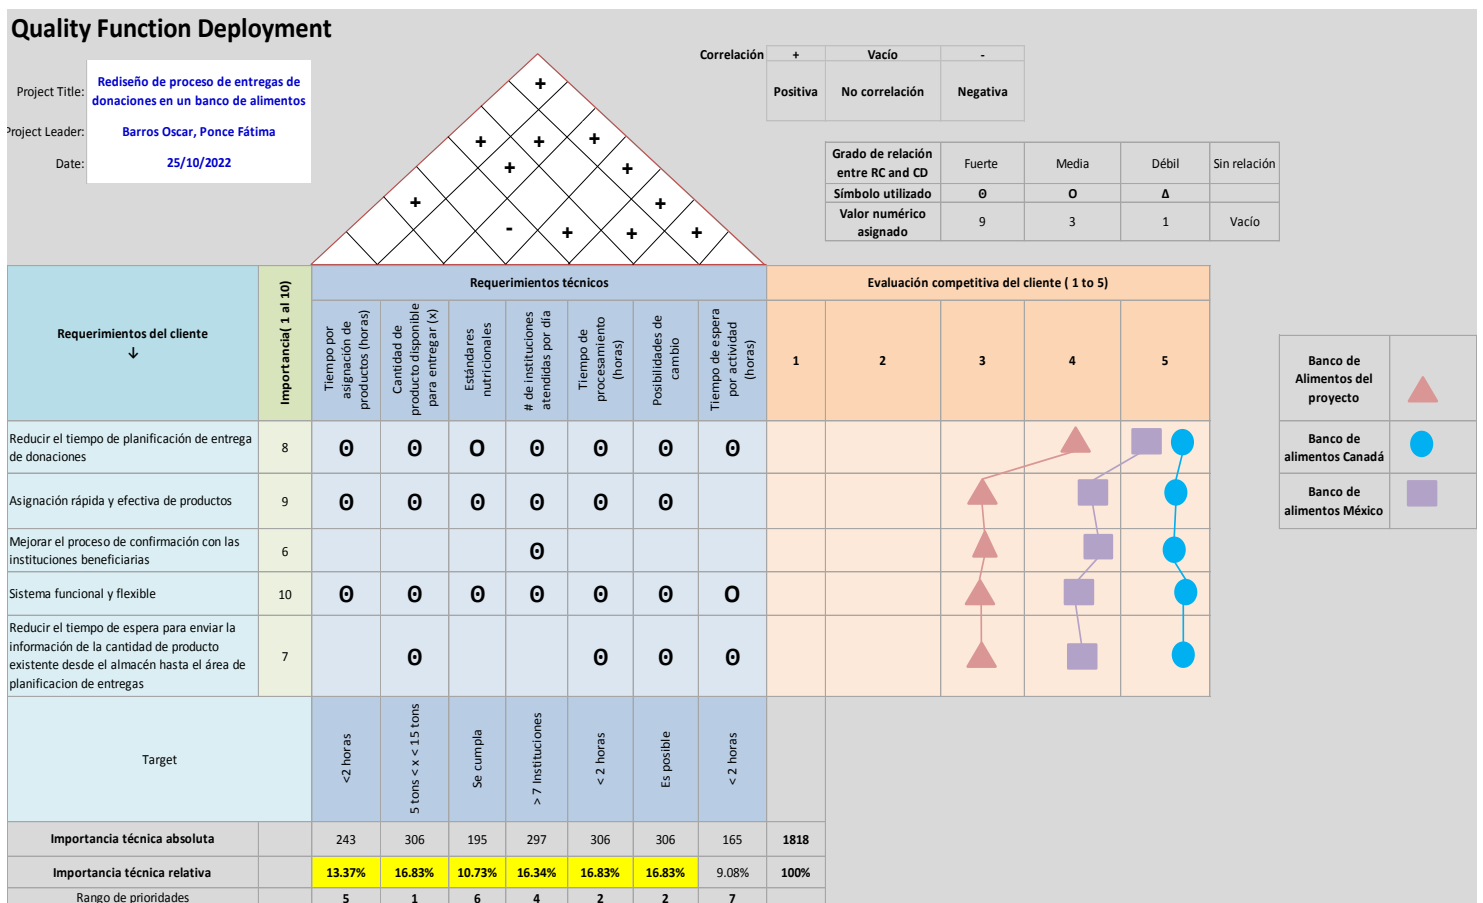 Quality Function Deployment
Project Title:
Rediseño de proceso de entregas de
donaciones en un banco de alimentos
Project Leader:
Barros Oscar, Ponce Fátima
Date:
25/10/2022
Correlación + Vacío -
Positiva No correlación Negativa
Grado de relación
entre RC and CD
Fuerte Media Débil Sin relación
Símbolo utilizado Θ Ο Δ
Valor numérico
asignado
9 3 1 Vacío
+
+ + +
+ +
+ +
- + + +
Requerimientos del cliente
↓
Importancia( 1 al 10)
Requerimientos técnicos
Tiempo por
asignación de
productos (horas)
Cantidad de
producto disponible
para entregar (x)
Estándares
nutricionales
# de instituciones
atendidas por día
Tiempo de
procesamiento
(horas)
Posibilidades de
cambio
Tiempo de espera
por actividad
(horas)
Evaluación competitiva del cliente ( 1 to 5)
1 2 3 4 5
Banco de
Alimentos del
proyecto
Banco de
alimentos Canadá
Banco de
alimentos México
Reducir el tiempo de planificación de entrega
de donaciones
8 Θ Θ Ο Θ Θ Θ Θ
Asignación rápida y efectiva de productos 9 Θ Θ Θ Θ Θ Θ
Mejorar el proceso de confirmación con las
instituciones beneficiarias
6 Θ
Sistema funcional y flexible 10 Θ Θ Θ Θ Θ Θ Ο
Reducir el tiempo de espera para enviar la
información de la cantidad de producto
existente desde el almacén hasta el área de
planificacion de entregas
7 Θ Θ Θ Θ
Target
<2 horas
5 tons < x < 15 tons
Se cumpla
> 7 Instituciones
< 2 horas
Es posible
< 2 horas
Importancia técnica absoluta 243 306 195 297 306 306 165 1818
Importancia técnica relativa 13.37% 16.83% 10.73% 16.34% 16.83% 16.83% 9.08% 100%
Rango de prioridades 5 1 6 4 2 2 7